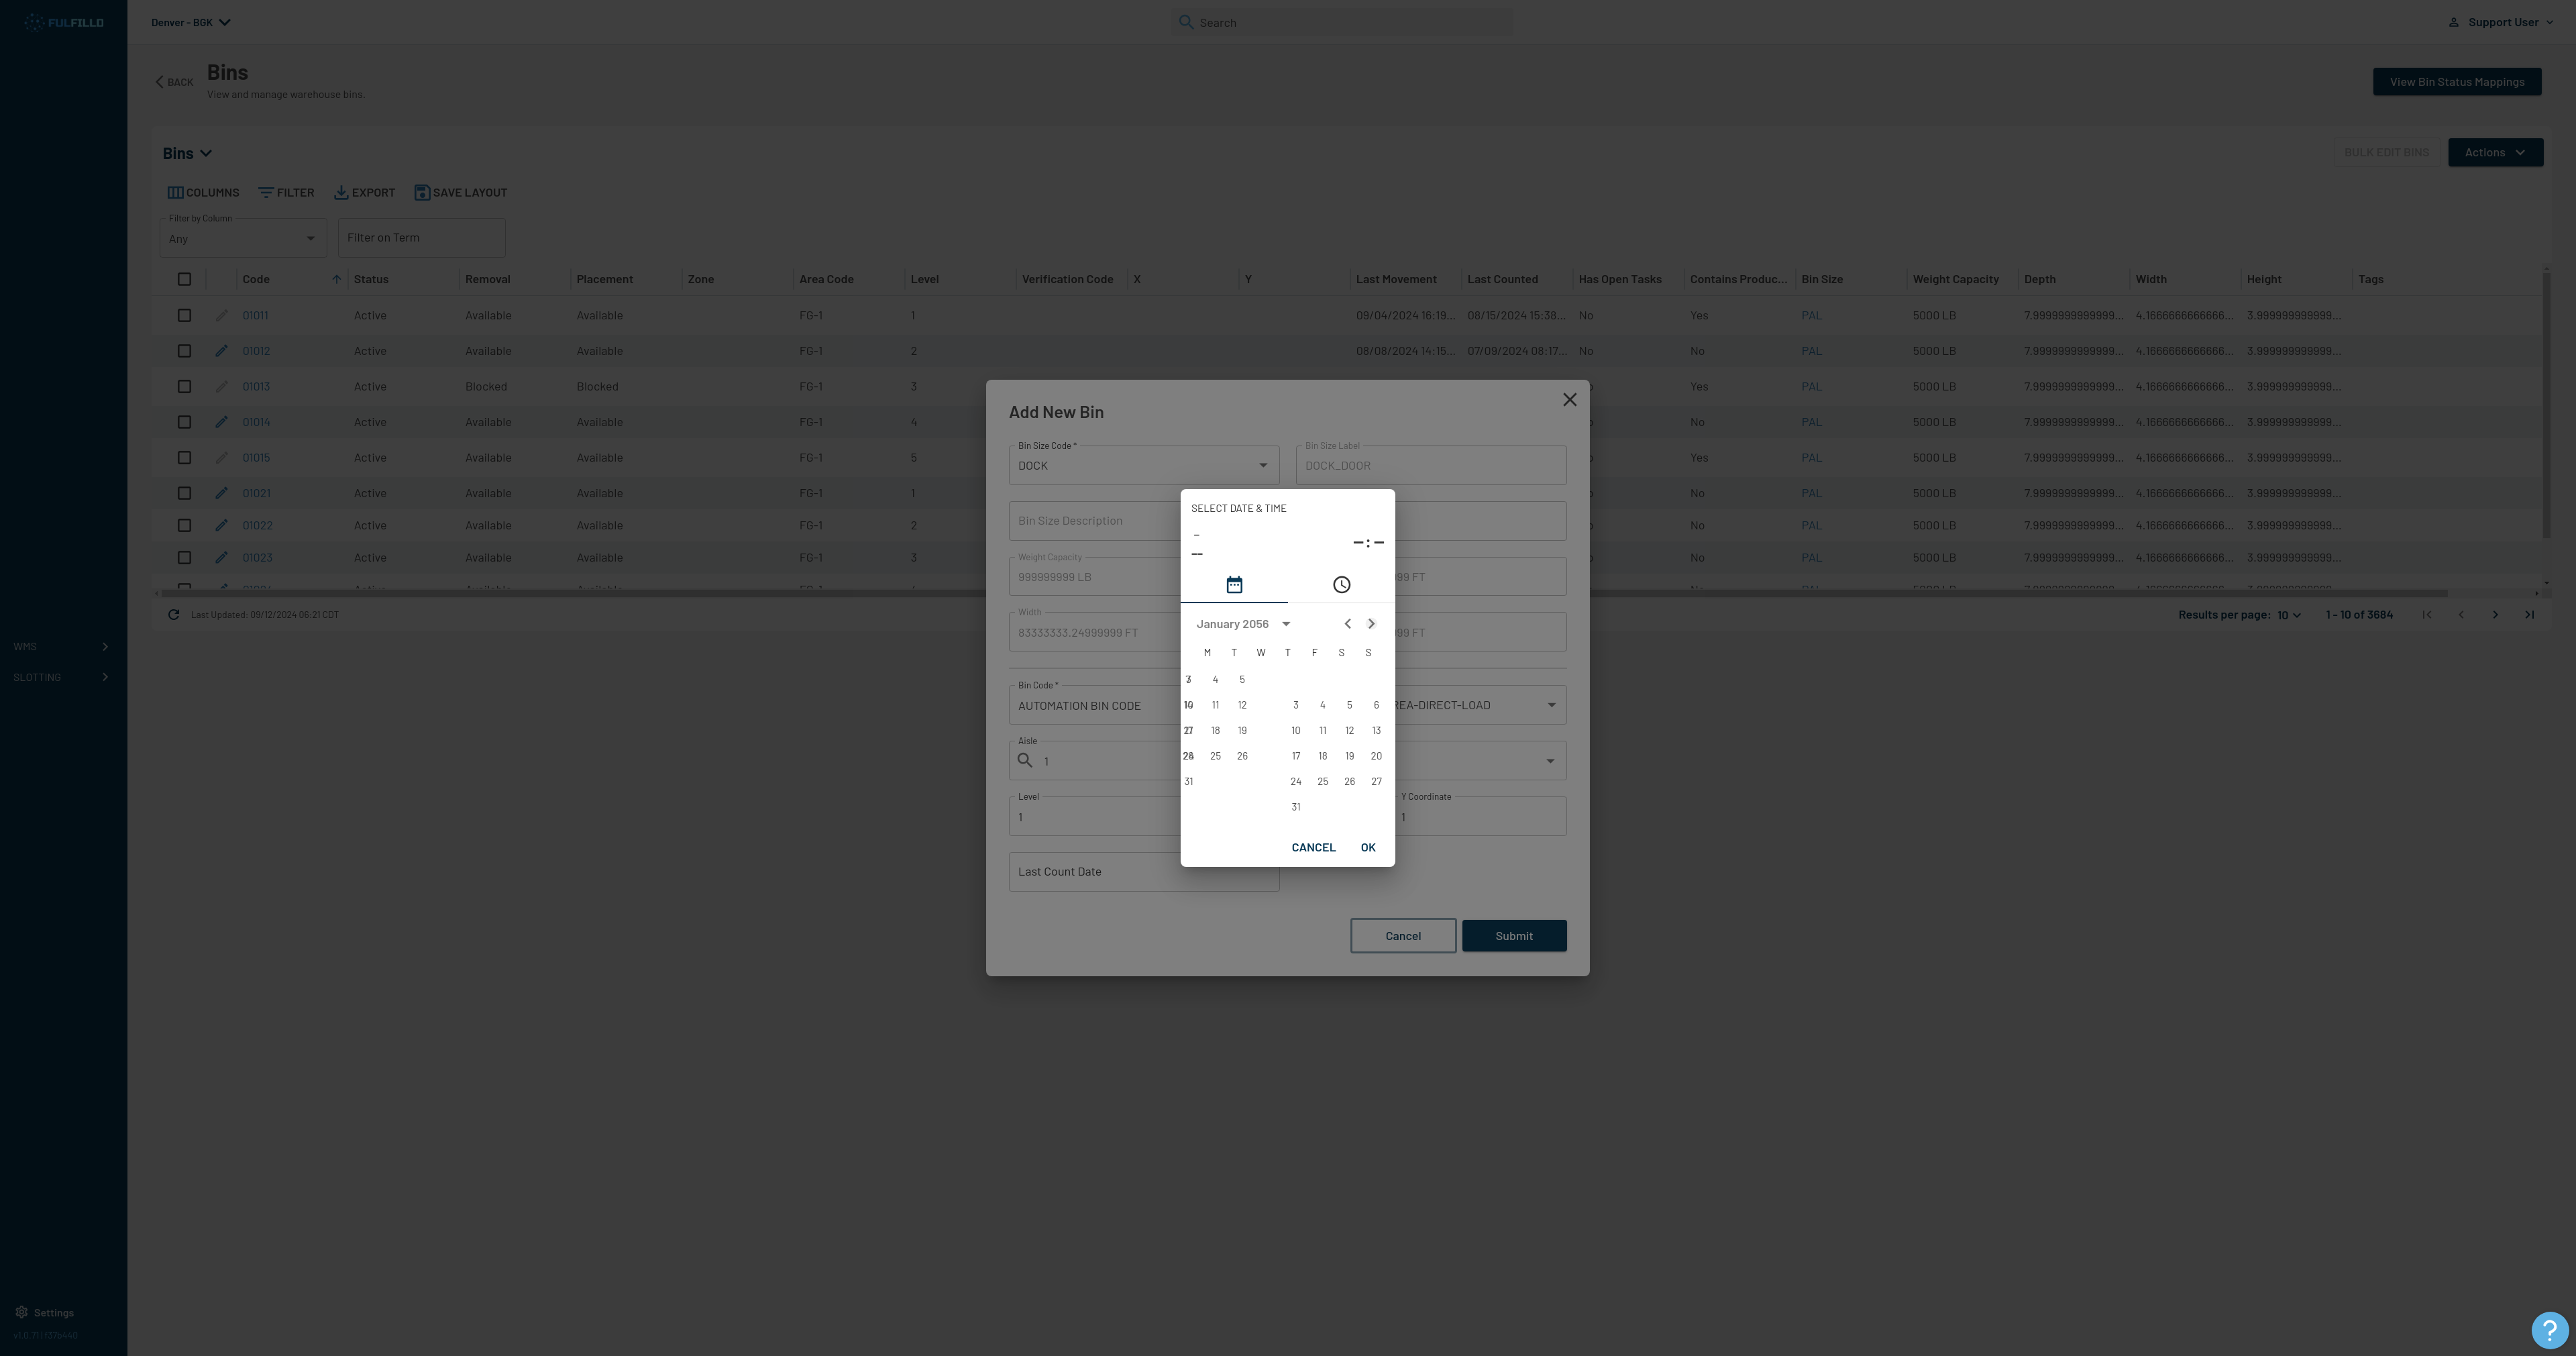 FULFILLD
Denver - BGK
Search
Support User
BACK
Bins
View and manage warehouse bins.
View Bin Status Mappings
Bins
BULK EDIT BINS
Actions
COLUMNS FILTER EXPORT SAVE LAYOUT
Filter by Column
Any
Filter on Term
Code Status Removal Placement Zone Area Code Level Verification Code X Y Last Movement Last Counted Has Open Tasks Contains Produc... Bin Size Weight Capacity Depth Width Height Tags
01011 Active Available Available FG-1 1 09/04/2024 16:19... 08/15/2024 15:38... No Yes PAL 5000 LB 7.9999999999999... 4.1666666666666... 3.999999999999...
01012 Active Available Available FG-1 2 08/08/2024 14:15... 07/09/2024 08:17... No No PAL 5000 LB 7.9999999999999... 4.1666666666666... 3.999999999999...
01013 Active Blocked Blocked FG-1 3 Yes PAL 5000 LB 7.9999999999999... 4.1666666666666... 3.999999999999...
01014 Active Available Available FG-1 4 No PAL 5000 LB 7.9999999999999... 4.1666666666666... 3.999999999999...
01015 Active Available Available FG-1 5 Yes PAL 5000 LB 7.9999999999999... 4.1666666666666... 3.999999999999...
01021 Active Available Available FG-1 1 No PAL 5000 LB 7.9999999999999... 4.1666666666666... 3.999999999999...
01022 Active Available Available FG-1 2 No PAL 5000 LB 7.9999999999999... 4.1666666666666... 3.999999999999...
01023 Active Available Available FG-1 3 No PAL 5000 LB 7.9999999999999... 4.1666666666666... 3.999999999999...
Last Updated: 09/12/2024 06:21 CDT
Results per page: 10 1 - 10 of 3684
WMS
SLOTTING
Settings
Add New Bin
Bin Size Code *
DOCK
Bin Size Label
DOCK_DOOR
Bin Size Description
Weight Capacity
999999999 LB
99 FT
Width
83333333.24999999 FT
99 FT
Bin Code *
AUTOMATION BIN CODE
REA-DIRECT-LOAD
Aisle
1
Level
1
Y Coordinate
1
Last Count Date
Cancel
Submit
SELECT DATE & TIME
–
––
–:–
January 2056
M T W T F S S
4 5
11 12 3 4 5 6
18 19 10 11 12 13
25 26 17 18 19 20
31 24 25 26 27
31
CANCEL OK
?